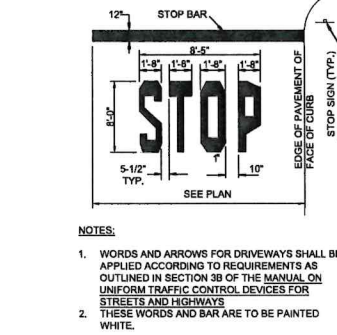 12"
STOP BAR
8'-5"
1'-8" 1'-8" 1'-8" 1'-8"
8'-0"
STOP
5-1/2"
TYP.
1"
10"
SEE PLAN
EDGE OF PAVEMENT OF
FACE OF CURB
STOP SIGN (TYP.)
NOTES:
1. WORDS AND ARROWS FOR DRIVEWAYS SHALL BE
APPLIED ACCORDING TO REQUIREMENTS AS
OUTLINED IN SECTION 3B OF THE MANUAL ON
UNIFORM TRAFFIC CONTROL DEVICES FOR
STREETS AND HIGHWAYS
2. THESE WORDS AND BAR ARE TO BE PAINTED
WHITE.